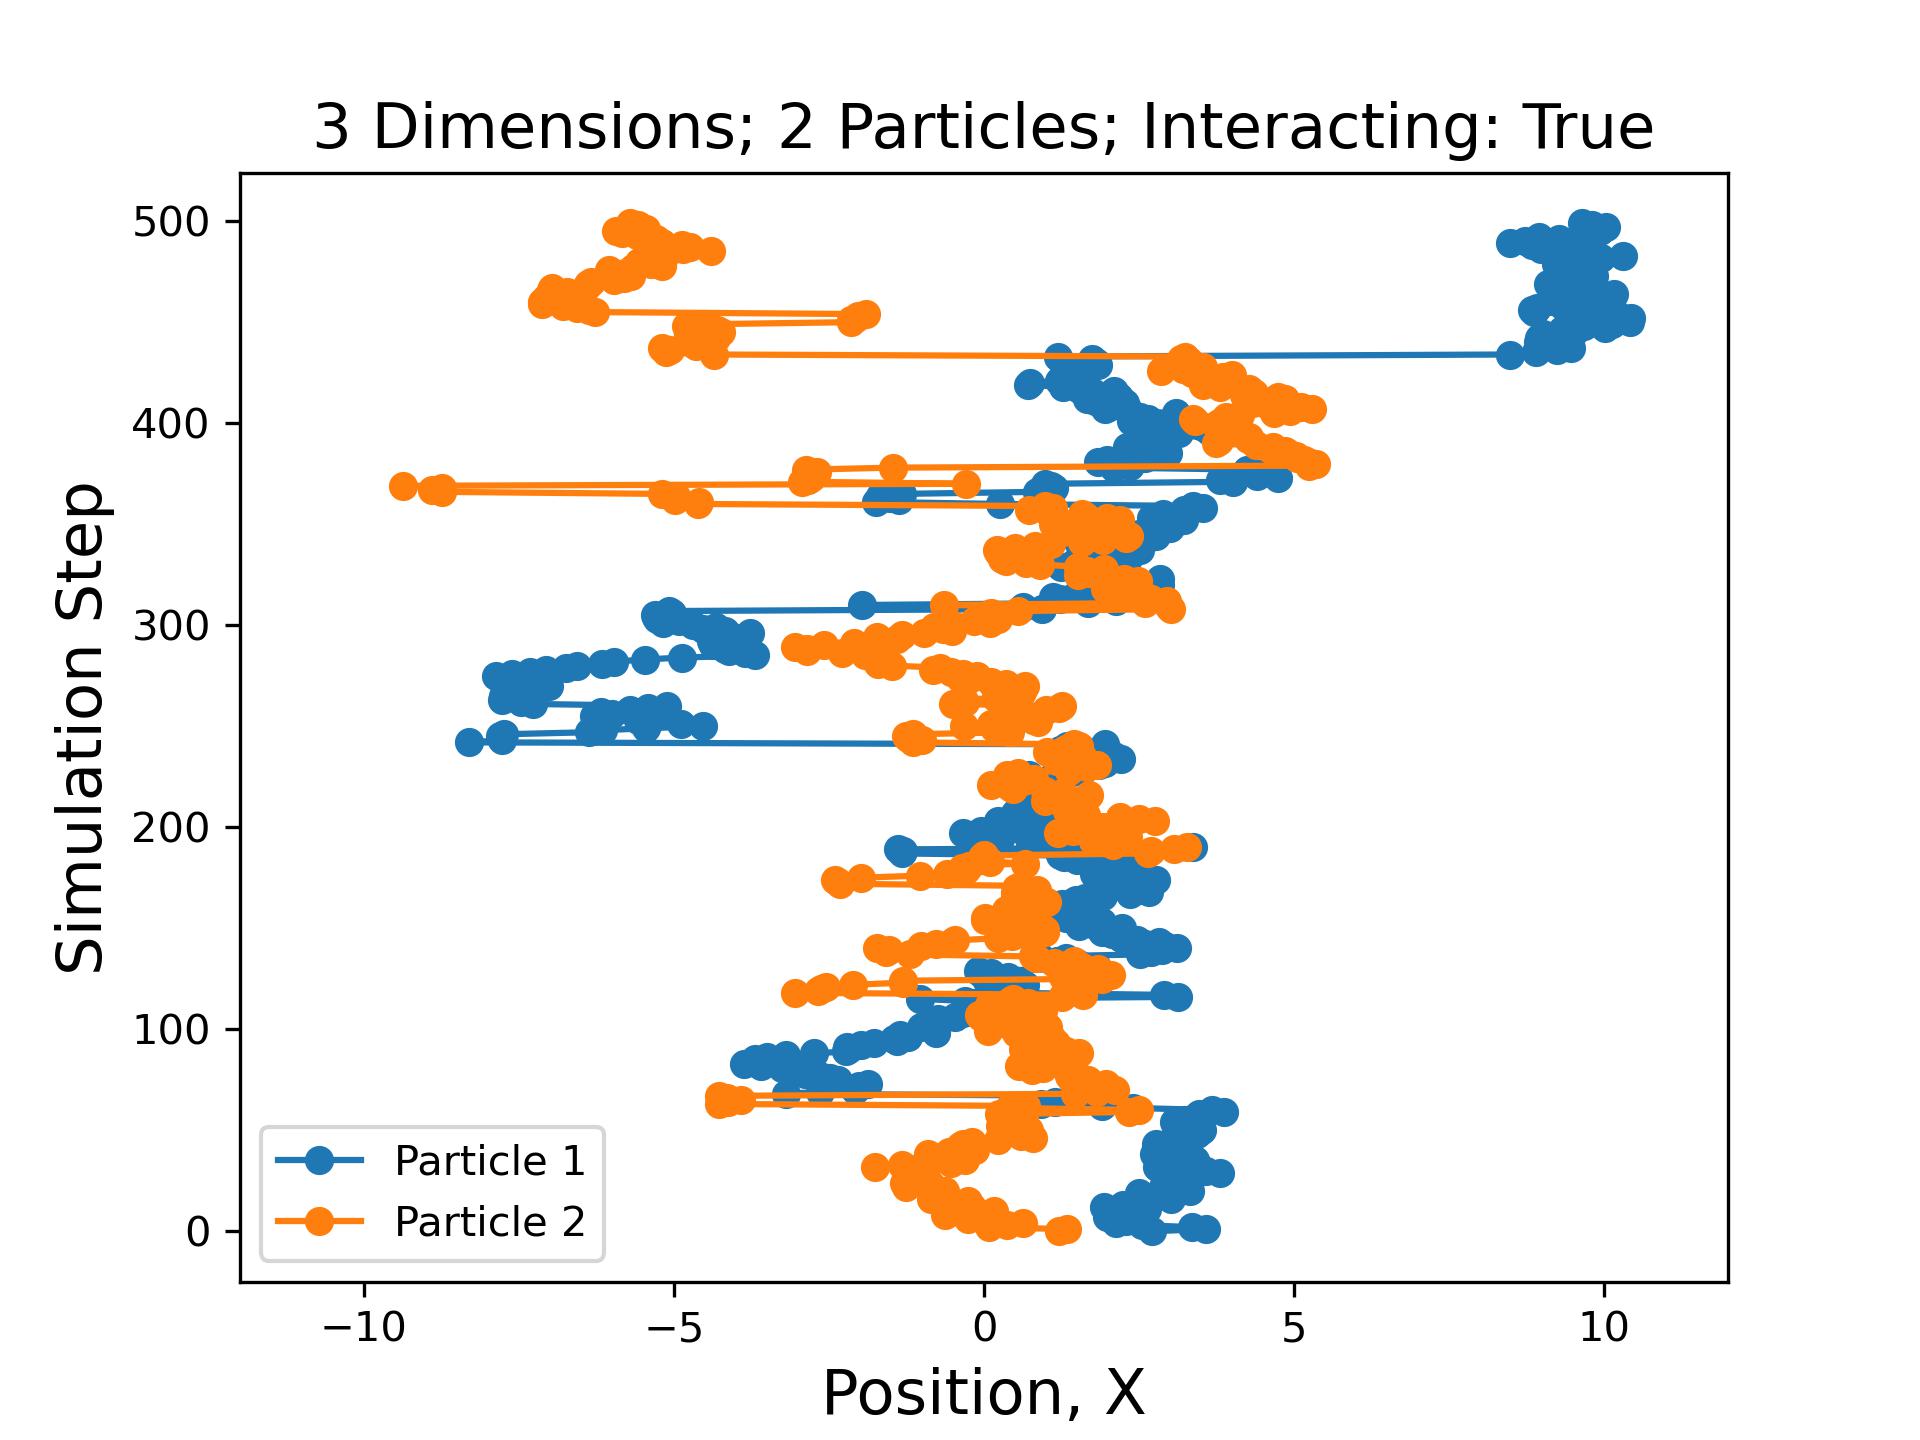 3 Dimensions; 2 Particles; Interacting: True
Simulation Step
500
400
300
200
100
0
Particle 1
Particle 2
−10
−5
0
5
10
Position, X